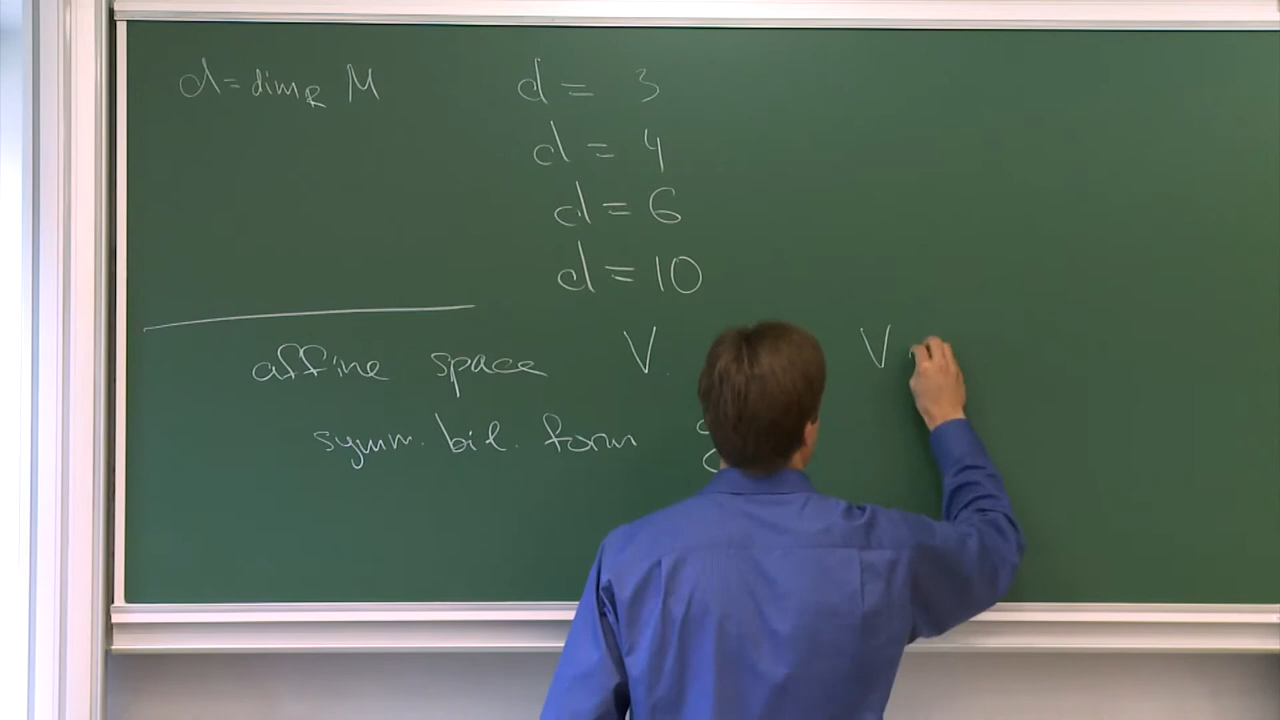 d = dim_R M
d = 3
d = 4
d = 6
d = 10
affine space V. V
symm. bil. form